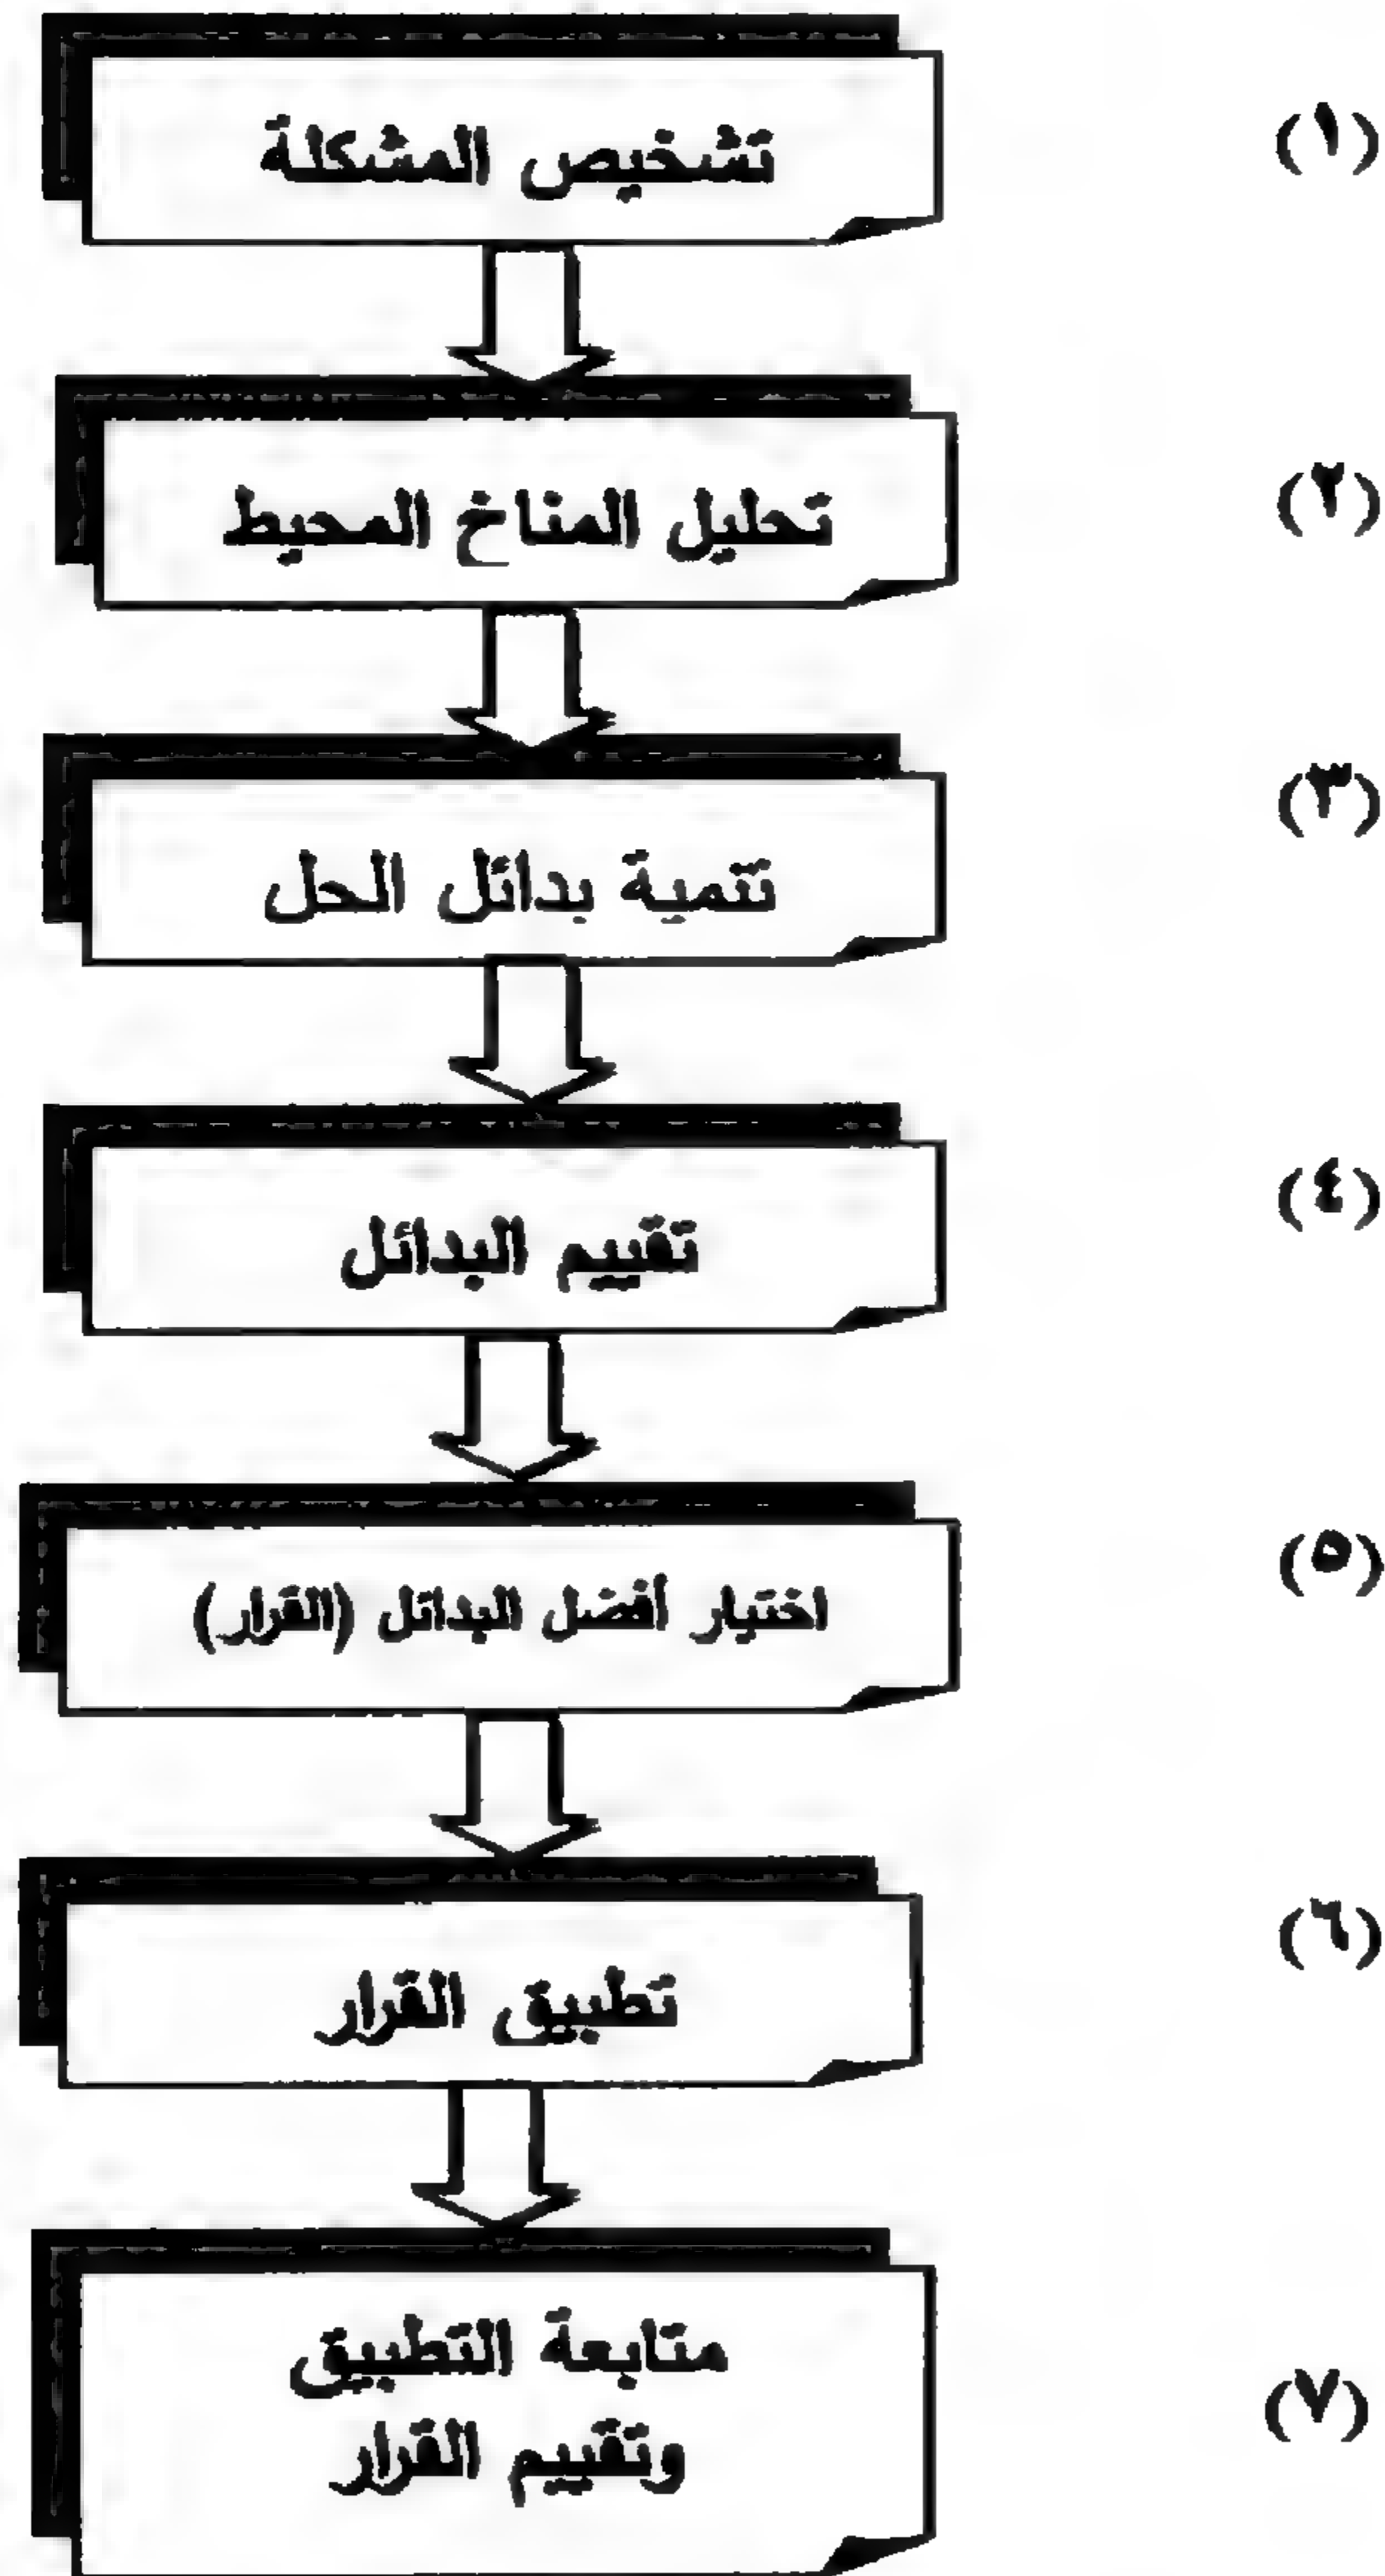 (١) تشخيص المشكلة
(٢) تحليل المناخ المحيط
(٣) تنمية بدائل الحل
(٤) تقييم البدائل
(٥) اختيار أفضل البدائل (القرار)
(٦) تطبيق القرار
(٧) متابعة التطبيق
وتقييم القرار